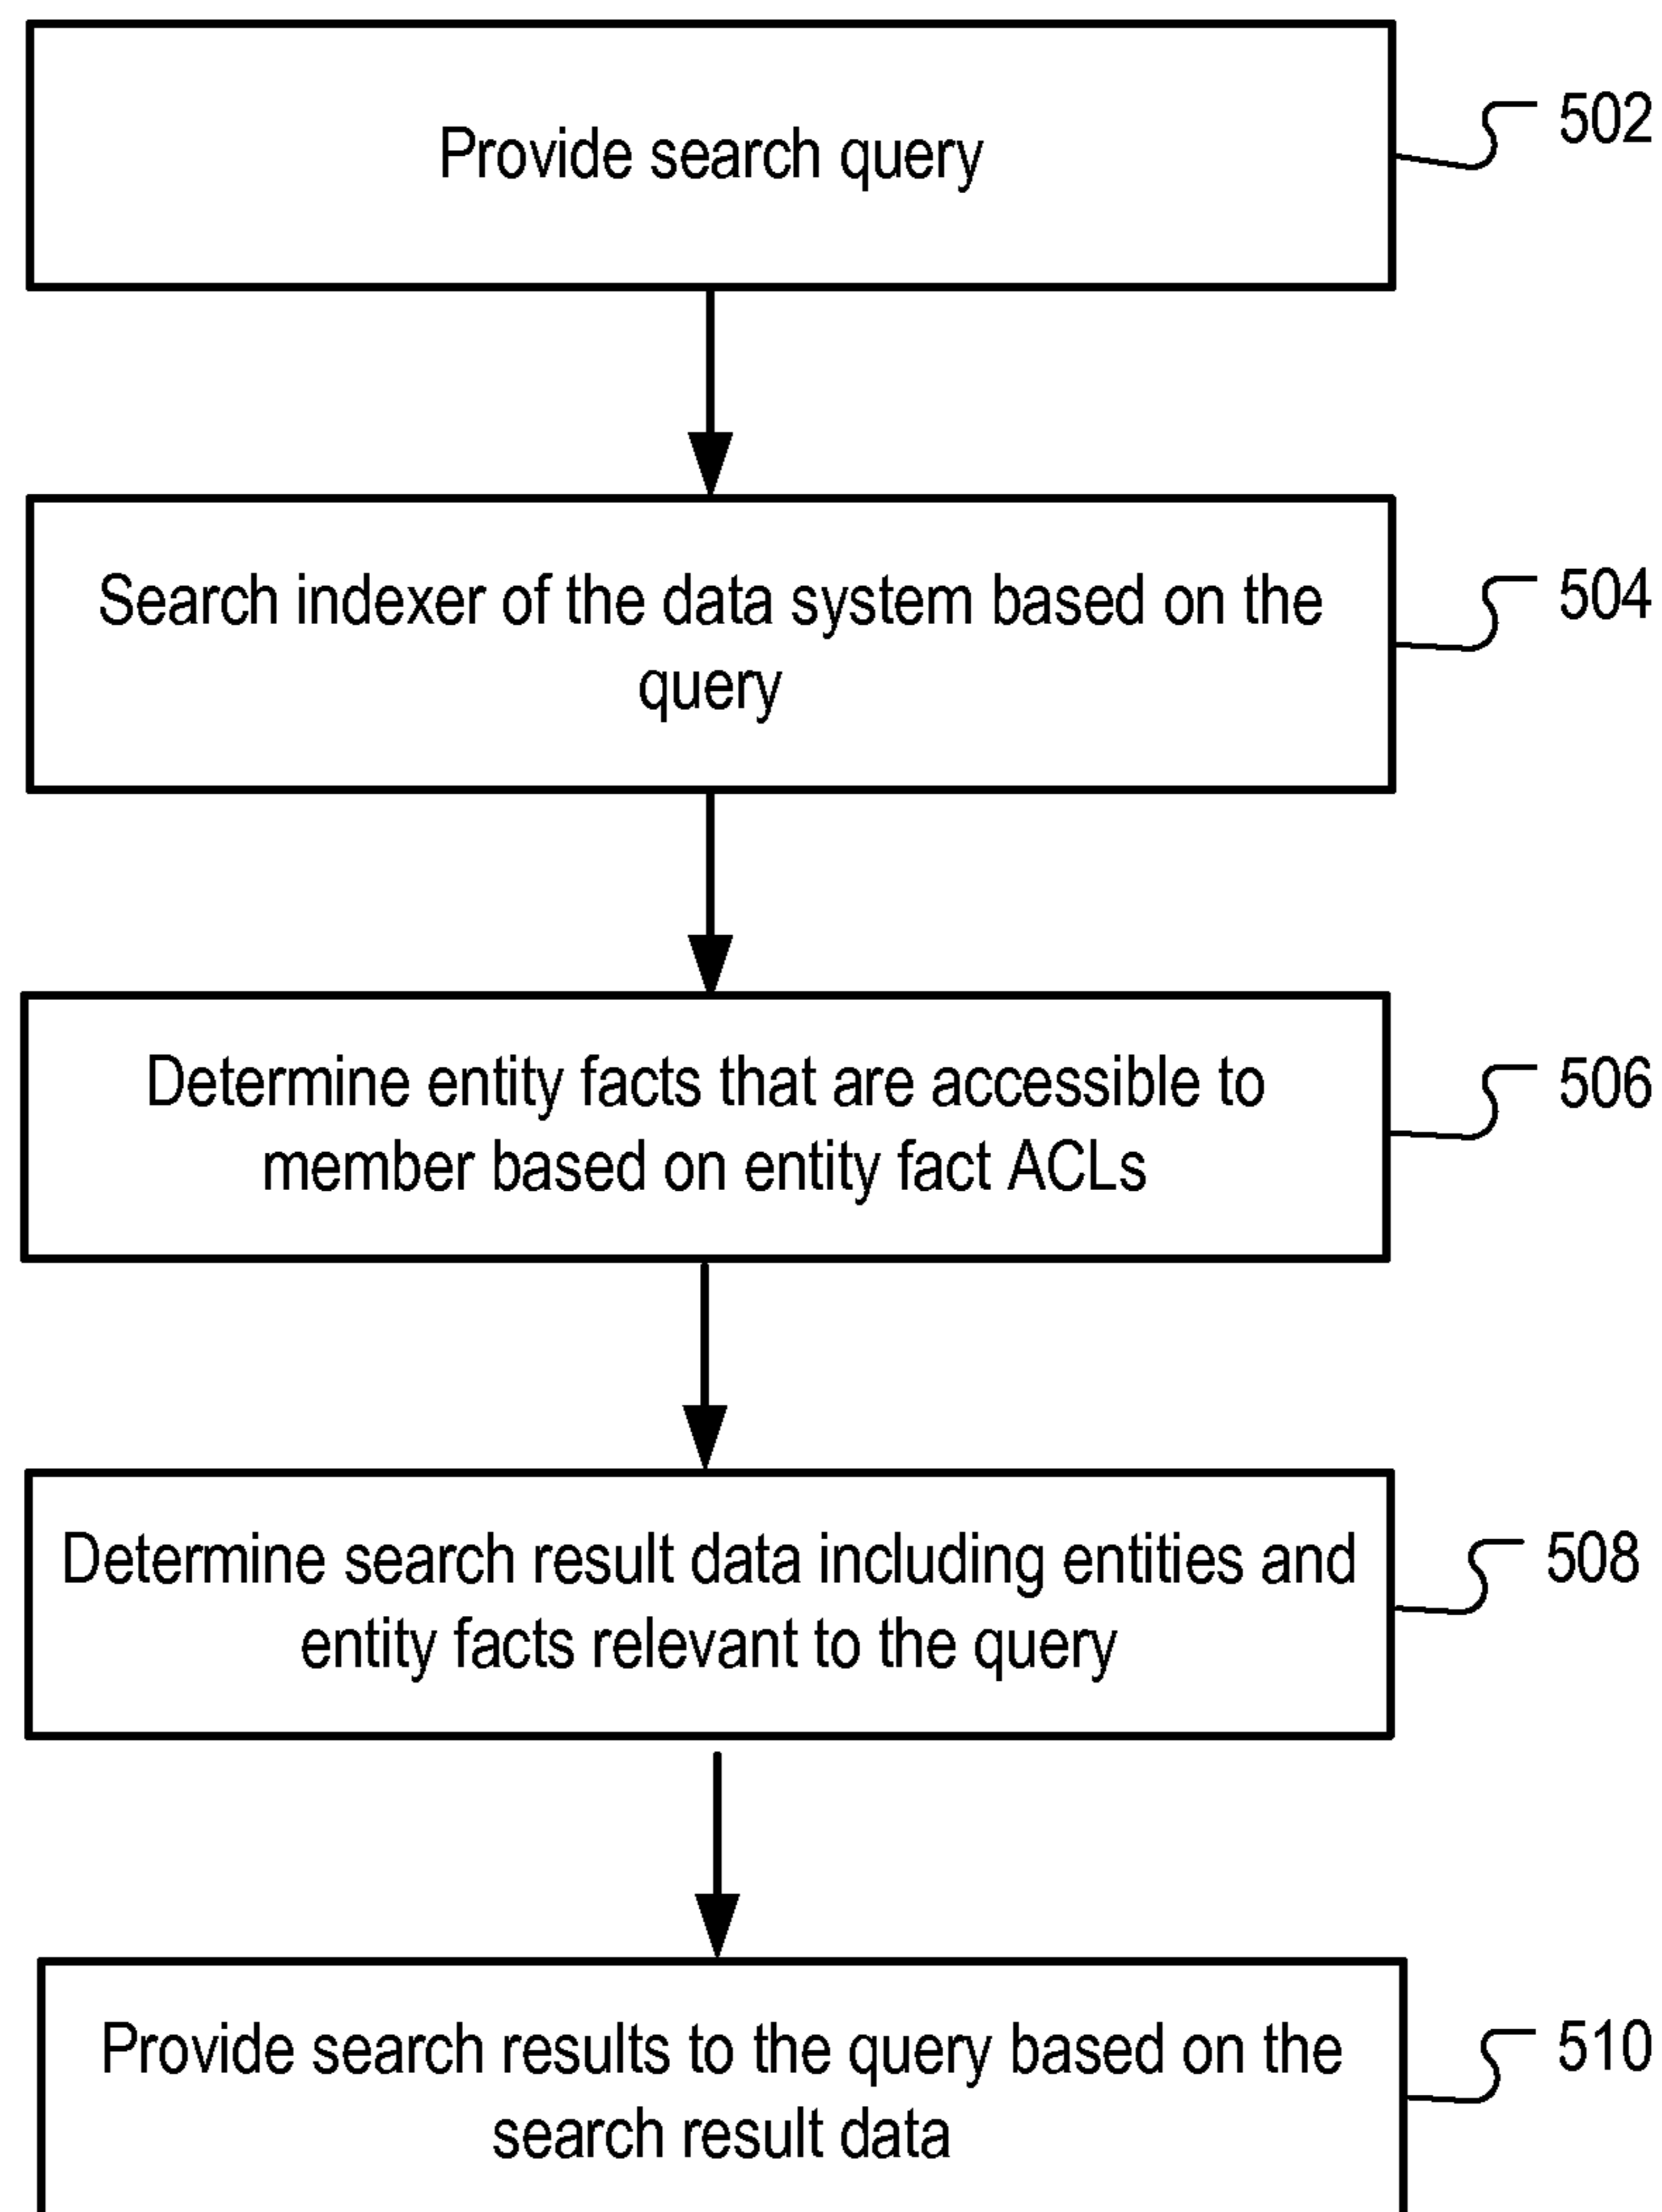 Provide search query
502
Search indexer of the data system based on the
query
504
Determine entity facts that are accessible to
member based on entity fact ACLs
506
Determine search result data including entities and
entity facts relevant to the query
508
Provide search results to the query based on the
search result data
510